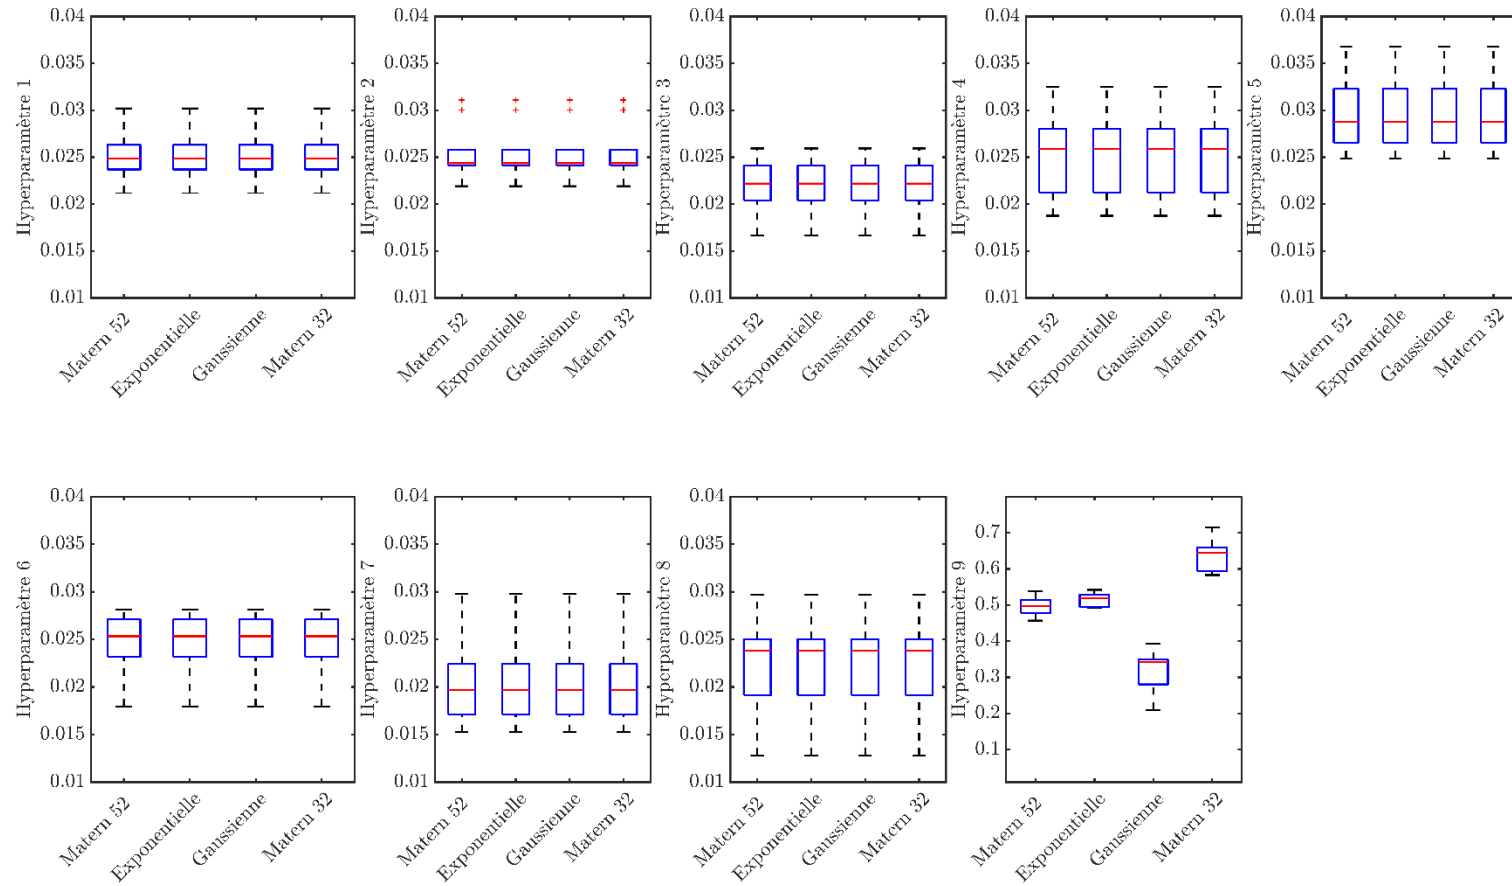 0.04 0.04 0.04 0.04 0.04
0.035 0.035 0.035 0.035 0.035
0.03 0.03 0.03 0.03 0.03
0.025 0.025 0.025 0.025 0.025
0.02 0.02 0.02 0.02 0.02
0.015 0.015 0.015 0.015 0.015
0.01 0.01 0.01 0.01 0.01
Hyperparamètre 1
Hyperparamètre 2
Hyperparamètre 3
Hyperparamètre 4
Hyperparamètre 5
Matern 52 Exponentielle Gaussienne Matern 32
Matern 52 Exponentielle Gaussienne Matern 32
Matern 52 Exponentielle Gaussienne Matern 32
Matern 52 Exponentielle Gaussienne Matern 32
Matern 52 Exponentielle Gaussienne Matern 32
0.04 0.04 0.04
0.035 0.035 0.035 0.7
0.03 0.03 0.03 0.6
0.025 0.025 0.025 0.5
0.02 0.02 0.02 0.4
0.015 0.015 0.015 0.3
0.01 0.01 0.01 0.2
0.1
Hyperparamètre 6
Hyperparamètre 7
Hyperparamètre 8
Hyperparamètre 9
Matern 52 Exponentielle Gaussienne Matern 32
Matern 52 Exponentielle Gaussienne Matern 32
Matern 52 Exponentielle Gaussienne Matern 32
Matern 52 Exponentielle Gaussienne Matern 32